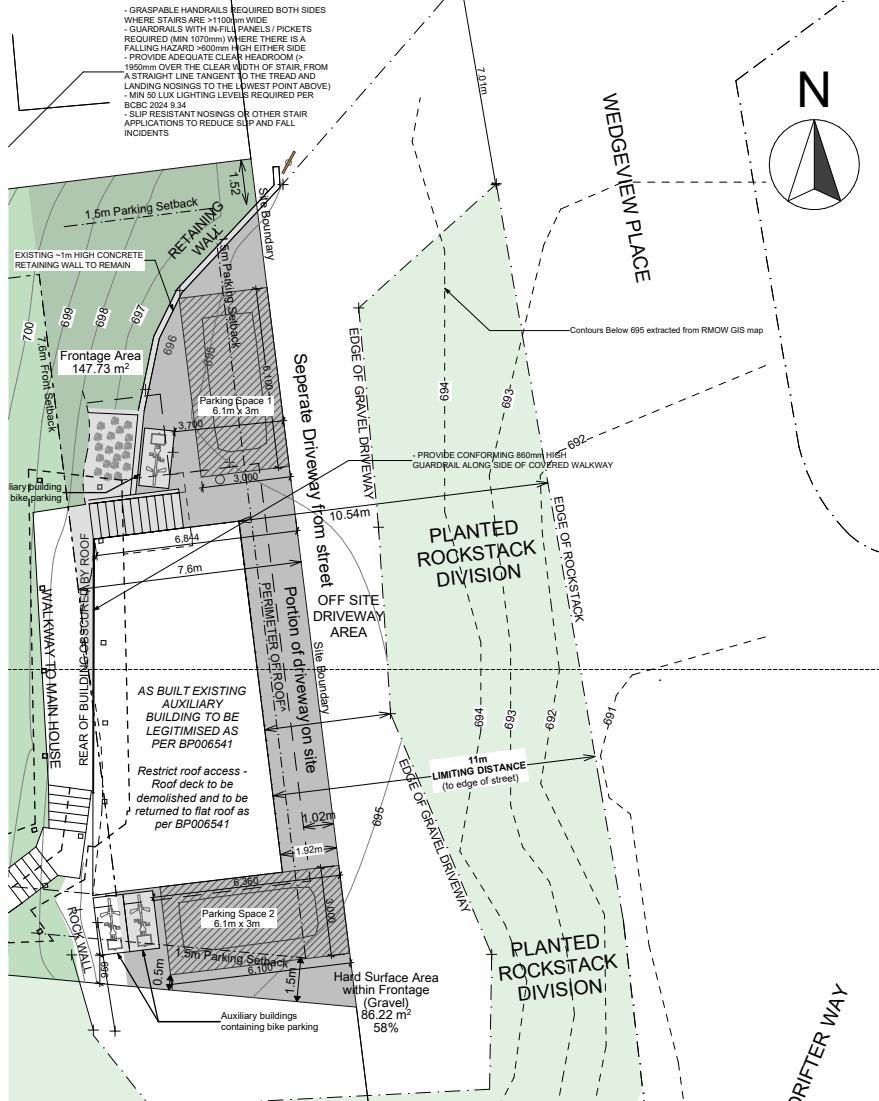 - GRASPABLE HANDRAILS REQUIRED BOTH SIDES
WHERE STAIRS ARE >1100mm WIDE
- GUARDRAILS WITH IN-FILL PANELS / PICKETS
REQUIRED (MIN 1070mm) WHERE THERE IS A
FALLING HAZARD >600mm HIGH EITHER SIDE
- PROVIDE ADEQUATE CLEAR HEADROOM (>
1950mm OVER THE CLEAR WIDTH OF STAIR, FROM
A STRAIGHT LINE TANGENT TO THE TREAD AND
LANDING NOSINGS TO THE LOWEST POINT ABOVE)
- MIN 50 LUX LIGHTING LEVELS REQUIRED PER
BCBC 2024 9.34
- SLIP RESISTANT NOSINGS OR OTHER STAIR
APPLICATIONS TO REDUCE SLIP AND FALL
INCIDENTS
7.01m
N
WEDGEVIEW PLACE
1.52
Site Boundary
1.5m Parking Setback
RETAINING
WALL
1.5m Parking Setback
EXISTING ~1m HIGH CONCRETE
RETAINING WALL TO REMAIN
700
699
698
697
696
7.6m Front Setback
Frontage Area
147.73 m²
6,100
Parking Space 1
6.1m x 3m
3,700
3,000
Seperate Driveway from street
EDGE OF GRAVEL DRIVEWAY
Contours Below 695 extracted from RMOW GIS map
694
693
692
- PROVIDE CONFORMING 860mm HIGH
GUARDRAIL ALONG SIDE OF COVERED WALKWAY
liary building
bike parking
10.54m
6,844
7.6m
PLANTED
ROCKSTACK
DIVISION
EDGE OF ROCKSTACK
WALKWAY TO MAIN HOUSE
REAR OF BUILDING OBSCURED BY ROOF
PERIMETER OF ROOF^
Portion of driveway on site
OFF SITE
DRIVEWAY
AREA
Site Boundary
AS BUILT EXISTING
AUXILIARY
BUILDING TO BE
LEGITIMISED AS
PER BP006541
Restrict roof access -
Roof deck to be
demolished and to be
returned to flat roof as
per BP006541
694
693
692
691
11m
LIMITING DISTANCE
(to edge of street)
EDGE OF GRAVEL DRIVEWAY
695
1.02m
1.92m
6,360
Parking Space 2
6.1m x 3m
3,000
ROCK WALL
1.5m Parking Setback
6,100
959
0.5m
1.5m
Hard Surface Area
within Frontage
(Gravel)
86.22 m²
58%
PLANTED
ROCKSTACK
DIVISION
Auxiliary buildings
containing bike parking
DRIFTER WAY